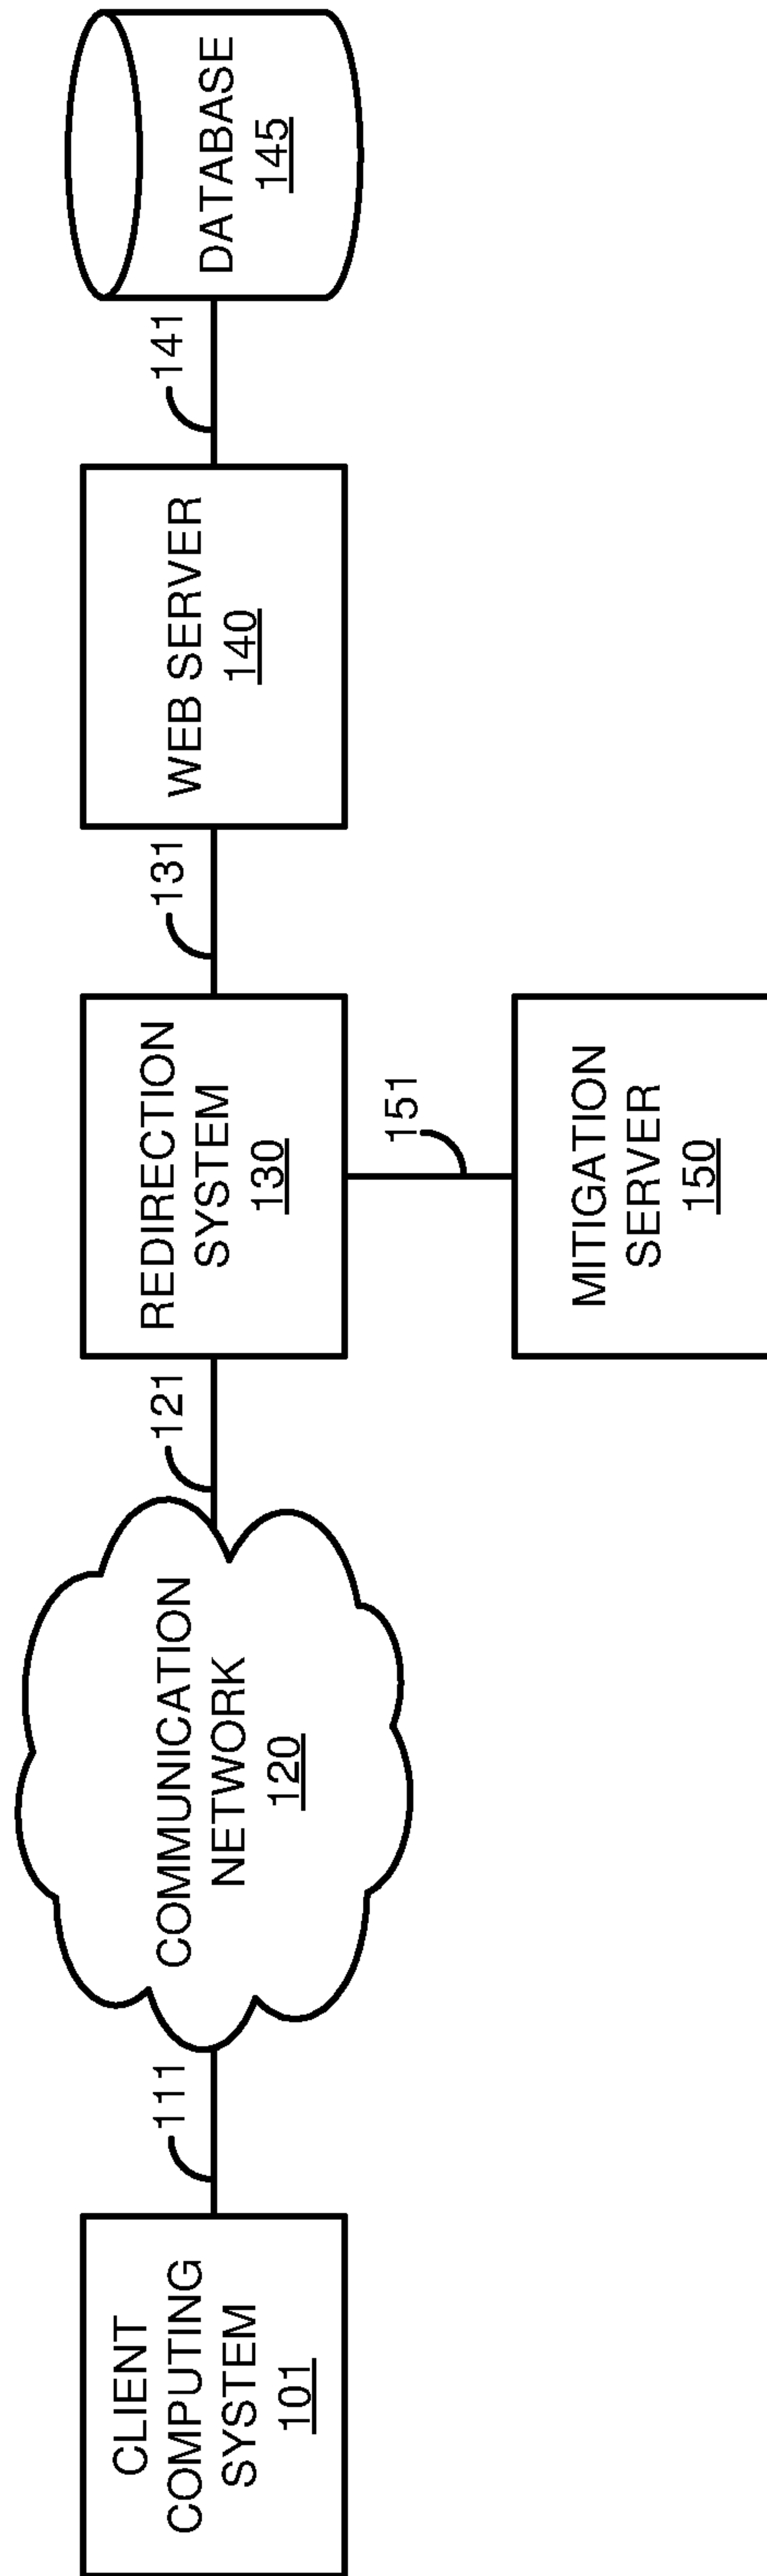 CLIENT
COMPUTING
SYSTEM
101
111
COMMUNICATION
NETWORK
120
121
REDIRECTION
SYSTEM
130
131
WEB SERVER
140
141
DATABASE
145
151
MITIGATION
SERVER
150